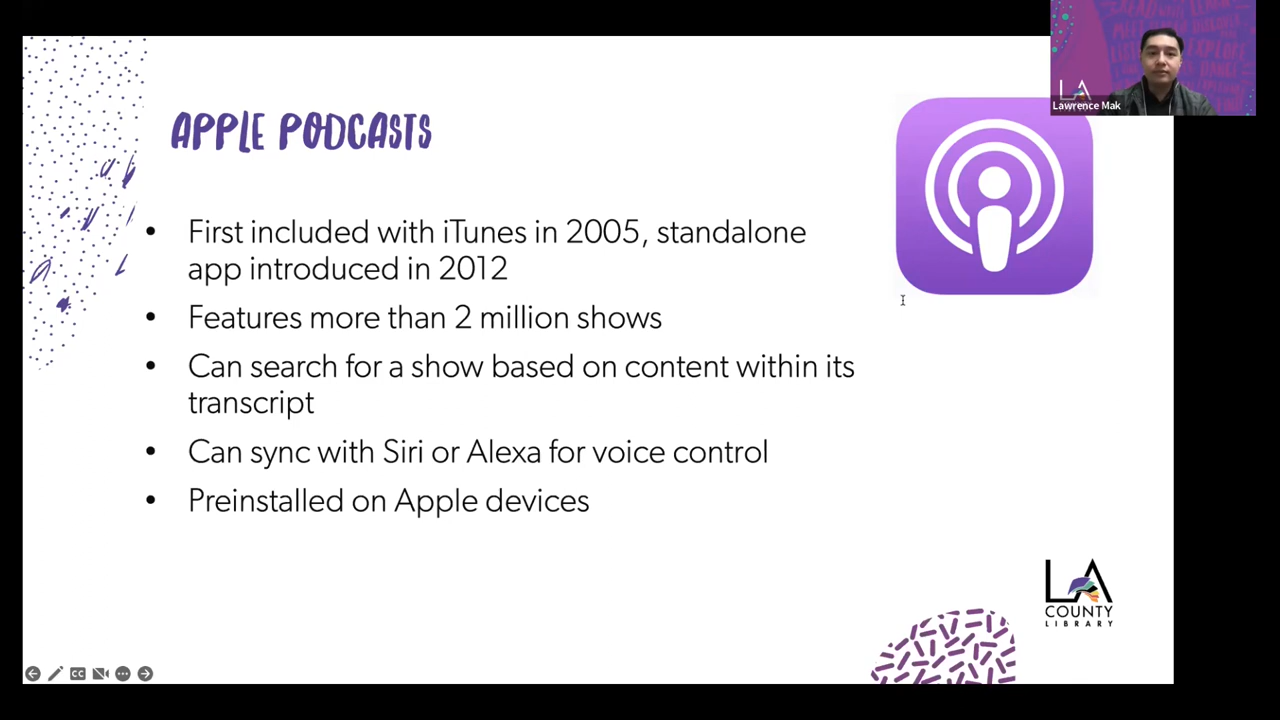 LA
Lawrence Mak
APPLE PODCASTS
• First included with iTunes in 2005, standalone
app introduced in 2012
• Features more than 2 million shows
• Can search for a show based on content within its
transcript
• Can sync with Siri or Alexa for voice control
• Preinstalled on Apple devices
LA
COUNTY
LIBRARY
CC